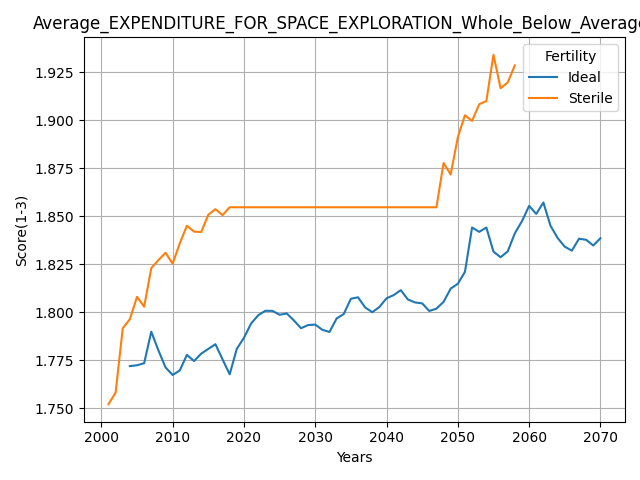 Average_EXPENDITURE_FOR_SPACE_EXPLORATION_Whole_Below_Average
Fertility
Ideal
Sterile
1.925
1.900
1.875
1.850
1.825
1.800
1.775
1.750
Score(1-3)
2000 2010 2020 2030 2040 2050 2060 2070
Years